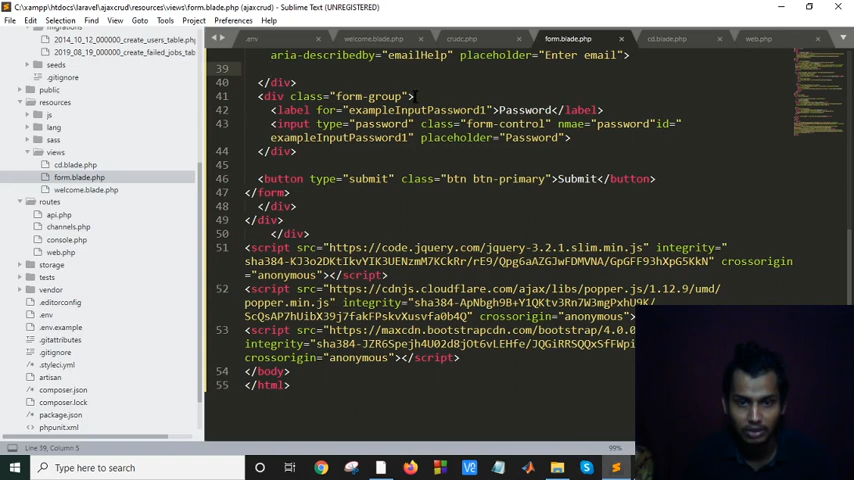 C:\xampp\htdocs\laravel\ajaxcrud\resources\views\form.blade.php (ajaxcrud) - Sublime Text (UNREGISTERED)
File Edit Selection Find View Goto Tools Project Preferences Help
.env welcome.blade.php crudc.php form.blade.php cd.blade.php web.php
2014_10_12_000000_create_users_table.php
2019_08_19_000000_create_failed_jobs_tab
seeds
.gitignore
public
resources
js
lang
sass
views
cd.blade.php
form.blade.php
welcome.blade.php
routes
api.php
channels.php
console.php
web.php
storage
tests
vendor
.editorconfig
.env
.env.example
.gitattributes
.gitignore
.styleci.yml
artisan
composer.json
composer.lock
package.json
phpunit.xml
aria-describedby="emailHelp" placeholder="Enter email">
39
40 </div>
41 <div class="form-group">
42 <label for="exampleInputPassword1">Password</label>
43 <input type="password" class="form-control" nmae="password"id="
exampleInputPassword1" placeholder="Password">
44 </div>
45
46 <button type="submit" class="btn btn-primary">Submit</button>
47 </form>
48 </div>
49 </div>
50 </div>
51 <script src="https://code.jquery.com/jquery-3.2.1.slim.min.js" integrity="
sha384-KJ3o2DKtIkvYIK3UENzmM7KCkRr/rE9/Qpg6aAZGJwFDMVNA/GpGFF93hXpG5KkN" crossorigin
="anonymous"></script>
52 <script src="https://cdnjs.cloudflare.com/ajax/libs/popper.js/1.12.9/umd/
popper.min.js" integrity="sha384-ApNbgh9B+Y1QKtv3Rn7W3mgPxhU9K/
ScQsAP7hUibX39j7fakFPskvXusvfa0b4Q" crossorigin="anonymous">
53 <script src="https://maxcdn.bootstrapcdn.com/bootstrap/4.0.0
integrity="sha384-JZR6Spejh4U02d8jOt6vLEHfe/JQGiRRSQQxSfFWpi
crossorigin="anonymous"></script>
54 </body>
55 </html>
Line 39, Column 5
99%
Type here to search